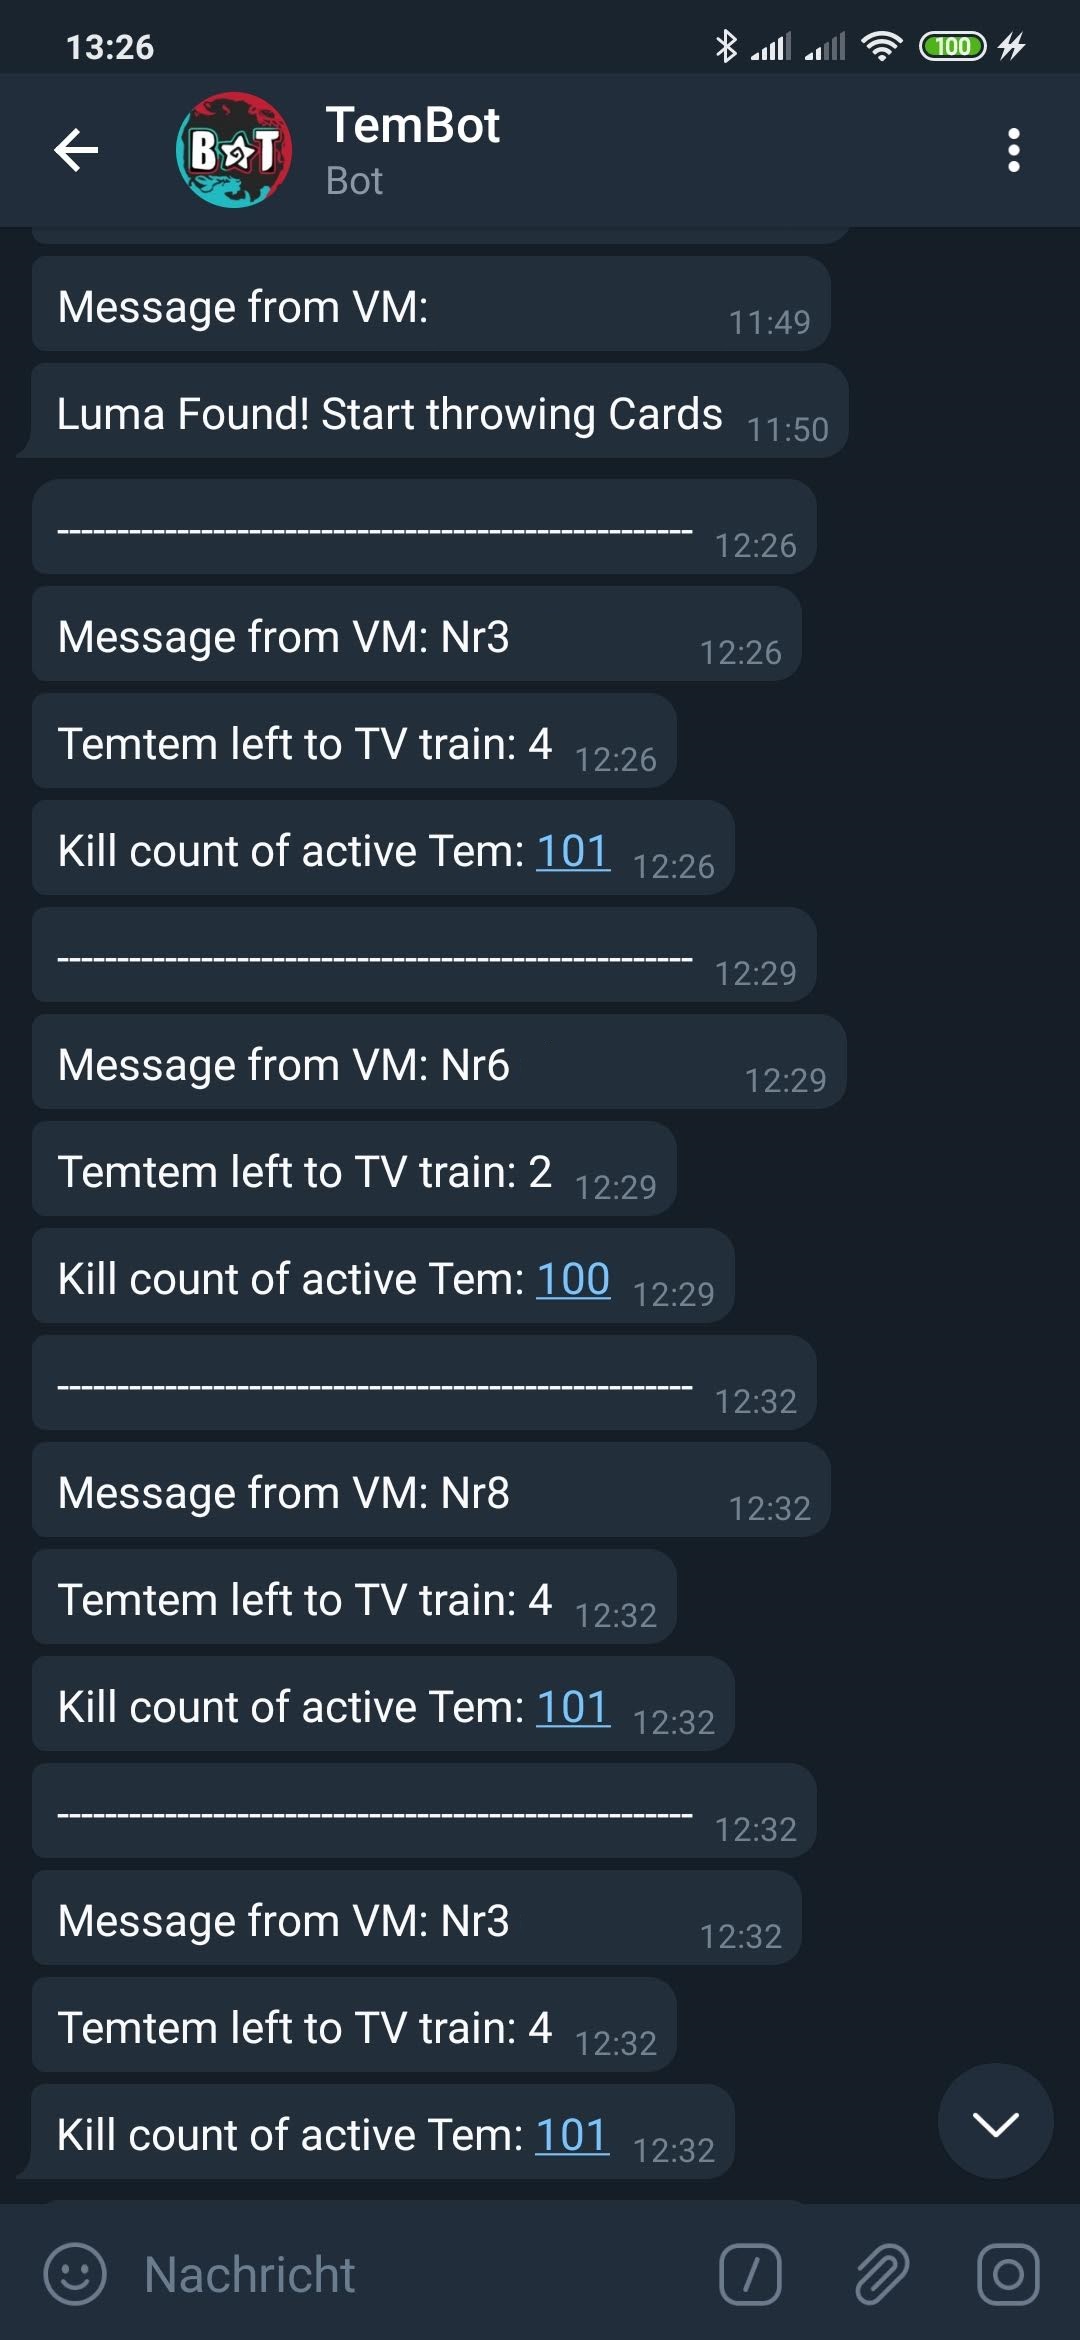 13:26
100
BOT
TemBot
Bot
Message from VM:
11:49
Luma Found! Start throwing Cards 11:50
----------------------------------------------------- 12:26
Message from VM: Nr3 12:26
Temtem left to TV train: 4 12:26
Kill count of active Tem: 101 12:26
----------------------------------------------------- 12:29
Message from VM: Nr6 12:29
Temtem left to TV train: 2 12:29
Kill count of active Tem: 100 12:29
----------------------------------------------------- 12:32
Message from VM: Nr8 12:32
Temtem left to TV train: 4 12:32
Kill count of active Tem: 101 12:32
----------------------------------------------------- 12:32
Message from VM: Nr3 12:32
Temtem left to TV train: 4 12:32
Kill count of active Tem: 101 12:32
Nachricht